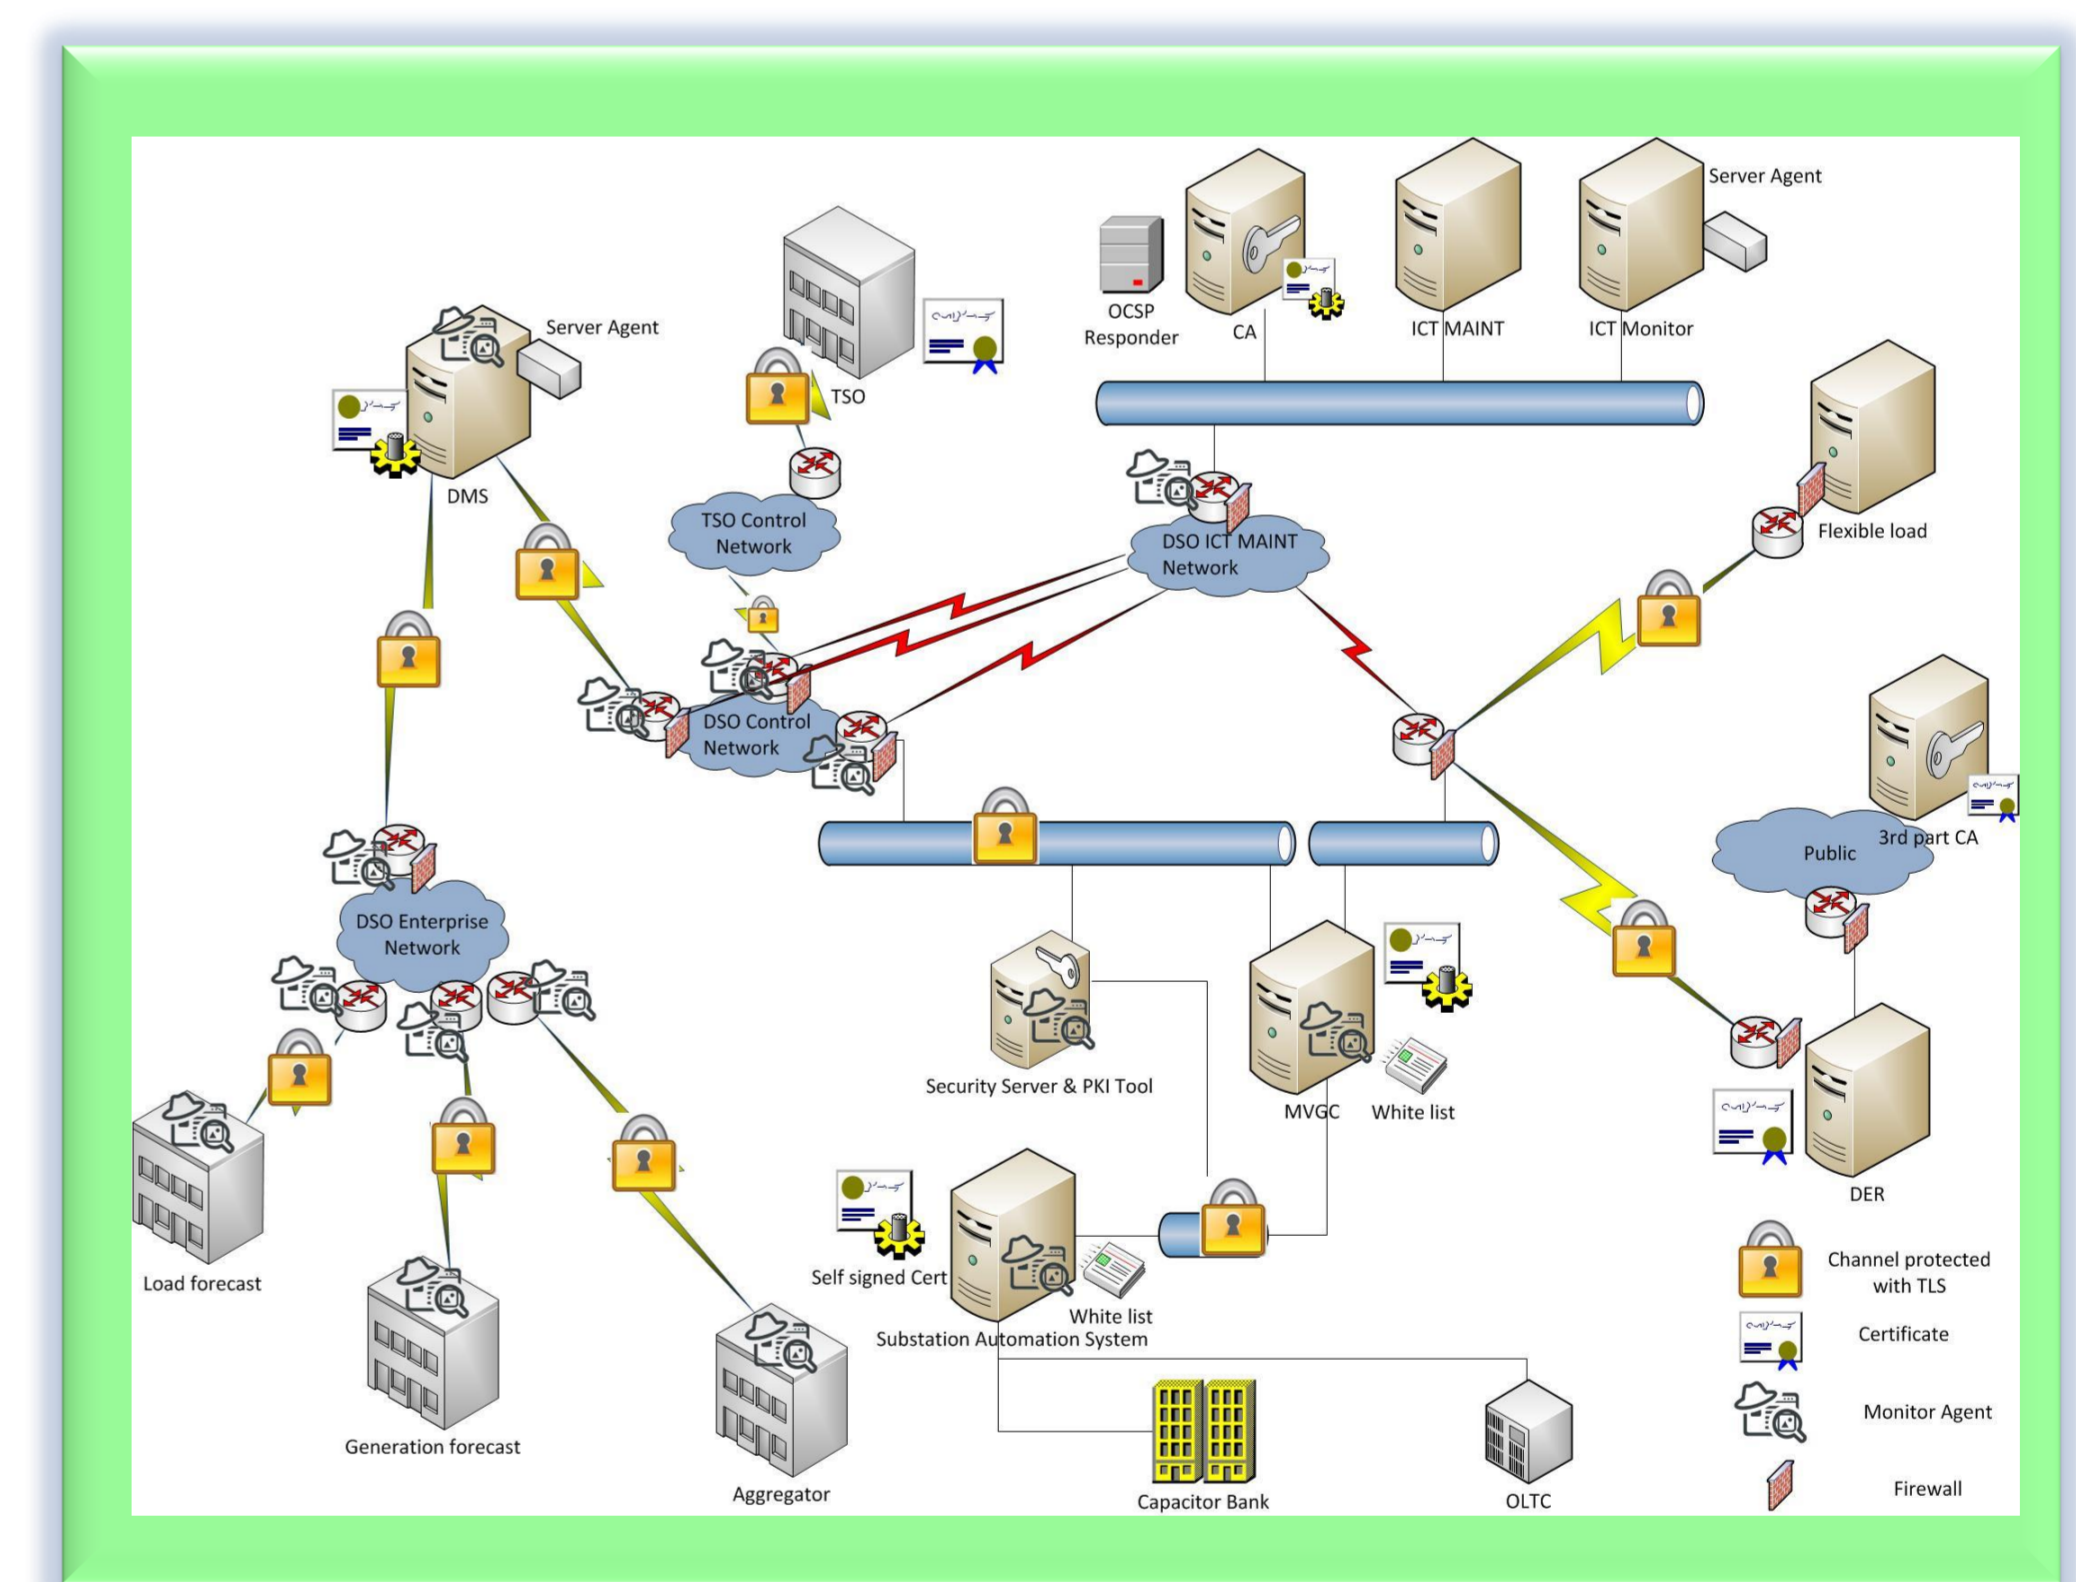 Server Agent
OCSP
Responder
CA
ICT MAINT
ICT Monitor
Server Agent
TSO
DMS
TSO Control
Network
DSO ICT MAINT
Network
Flexible load
DSO Control
Network
3rd part CA
Public
DSO Enterprise
Network
Security Server & PKI Tool
MVGC
White list
DER
Load forecast
Self signed Cert
White list
Substation Automation System
Channel protected
with TLS
Certificate
Monitor Agent
Generation forecast
Aggregator
Capacitor Bank
OLTC
Firewall